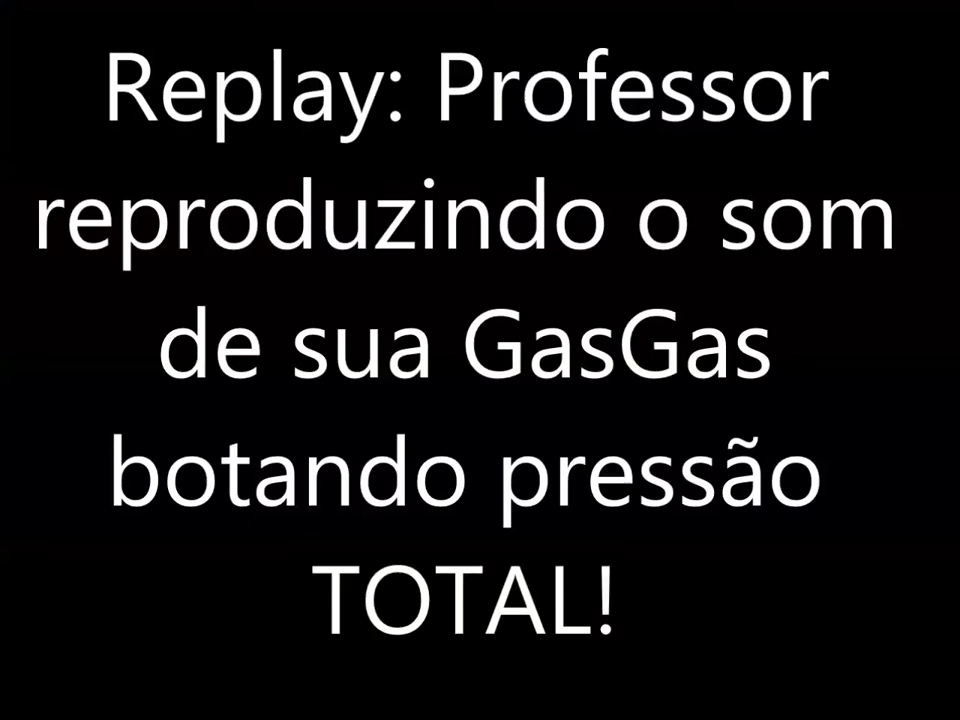 Replay: Professor
reproduzindo o som
de sua GasGas
botando pressão
TOTAL!